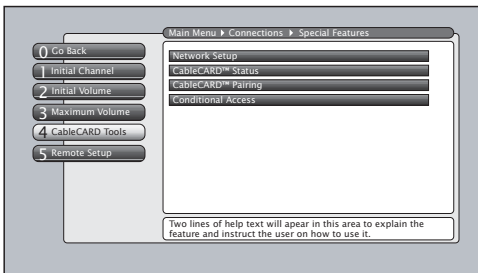 Main Menu ▸ Connections ▸ Special Features
0 Go Back
1 Initial Channel
2 Initial Volume
3 Maximum Volume
4 CableCARD Tools
5 Remote Setup
Network Setup
CableCARD™ Status
CableCARD™ Pairing
Conditional Access
Two lines of help text will apear in this area to explain the
feature and instruct the user on how to use it.